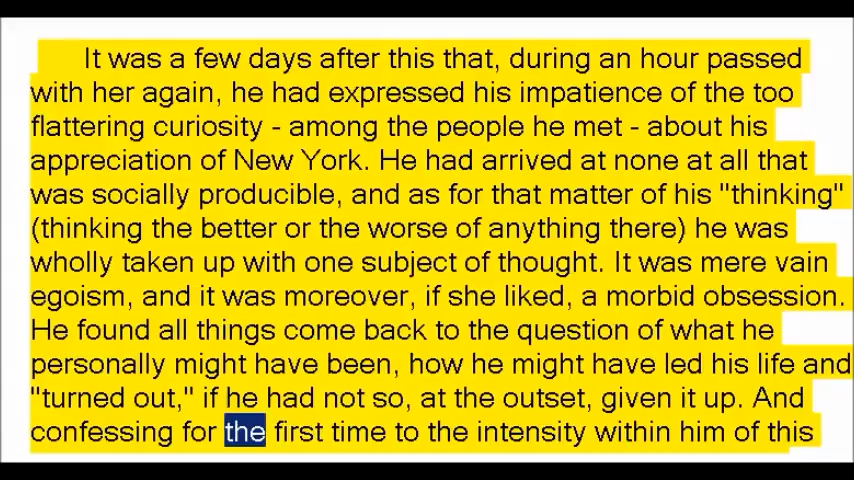 It was a few days after this that, during an hour passed
with her again, he had expressed his impatience of the too
flattering curiosity - among the people he met - about his
appreciation of New York. He had arrived at none at all that
was socially producible, and as for that matter of his "thinking"
(thinking the better or the worse of anything there) he was
wholly taken up with one subject of thought. It was mere vain
egoism, and it was moreover, if she liked, a morbid obsession.
He found all things come back to the question of what he
personally might have been, how he might have led his life and
"turned out," if he had not so, at the outset, given it up. And
confessing for the first time to the intensity within him of this